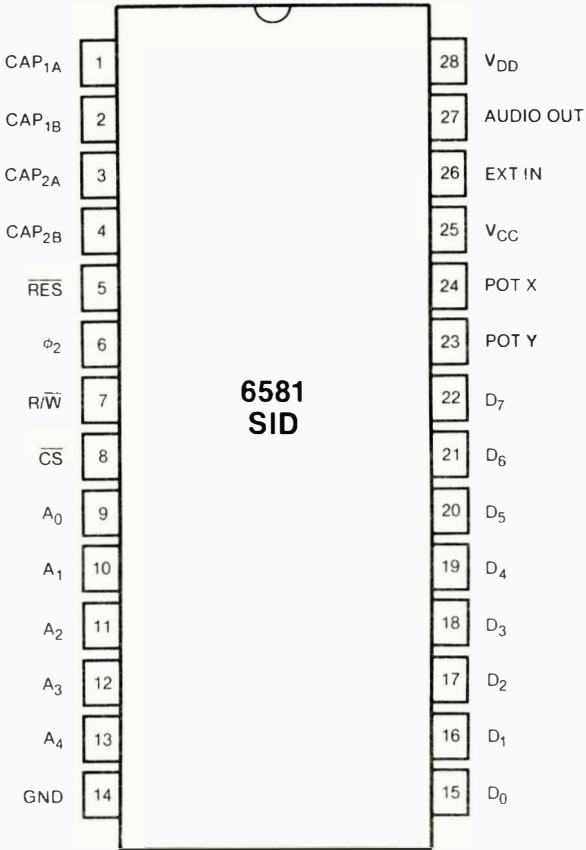 CAP1A 1
CAP1B 2
CAP2A 3
CAP2B 4
R̅E̅S̅ 5
ϕ2 6
R/W̅ 7
C̅S̅ 8
A0 9
A1 10
A2 11
A3 12
A4 13
GND 14
6581
SID
28 VDD
27 AUDIO OUT
26 EXT IN
25 VCC
24 POT X
23 POT Y
22 D7
21 D6
20 D5
19 D4
18 D3
17 D2
16 D1
15 D0